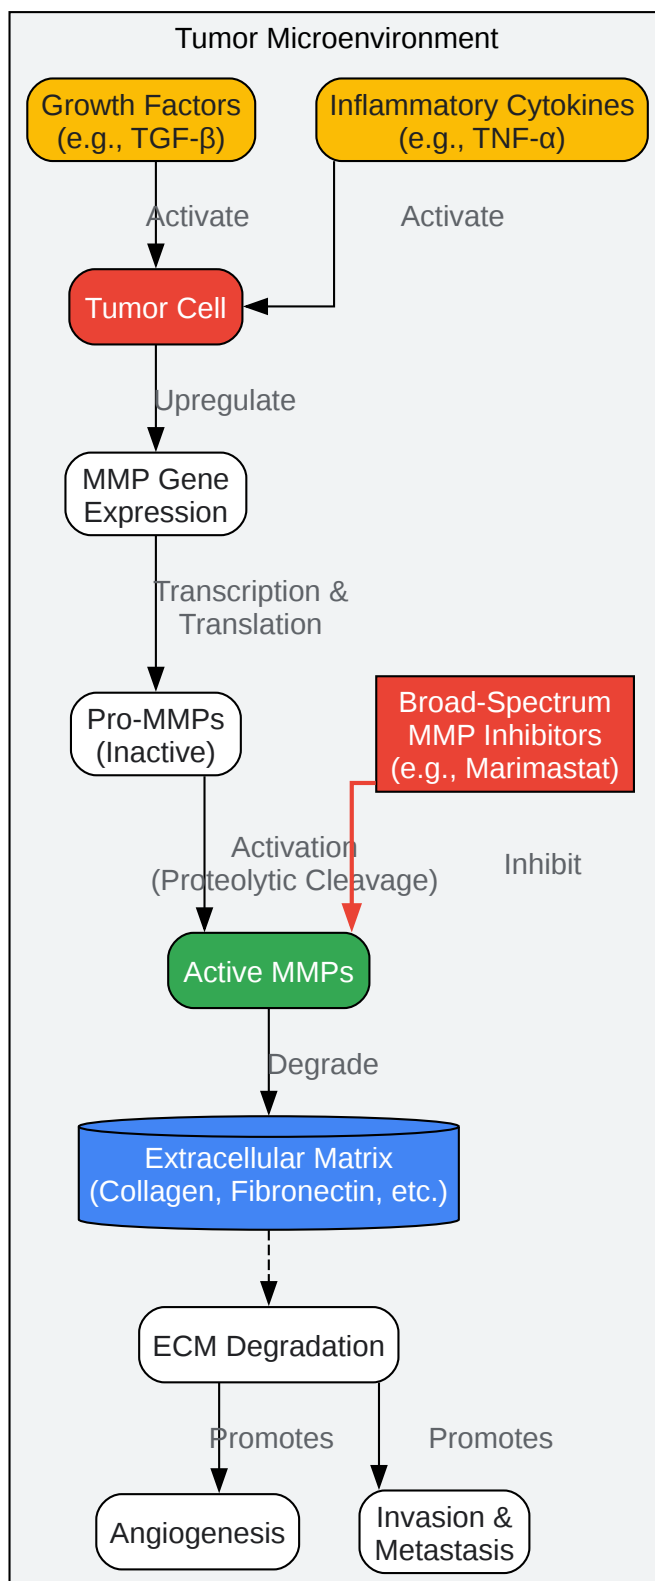 Tumor Microenvironment
Growth Factors
(e.g., TGF-β)
Inflammatory Cytokines
(e.g., TNF-α)
Activate
Activate
Tumor Cell
Upregulate
MMP Gene
Expression
Transcription &
Translation
Pro-MMPs
(Inactive)
Broad-Spectrum
MMP Inhibitors
(e.g., Marimastat)
Activation
(Proteolytic Cleavage)
Inhibit
Active MMPs
Degrade
Extracellular Matrix
(Collagen, Fibronectin, etc.)
ECM Degradation
Promotes
Promotes
Angiogenesis
Invasion &
Metastasis